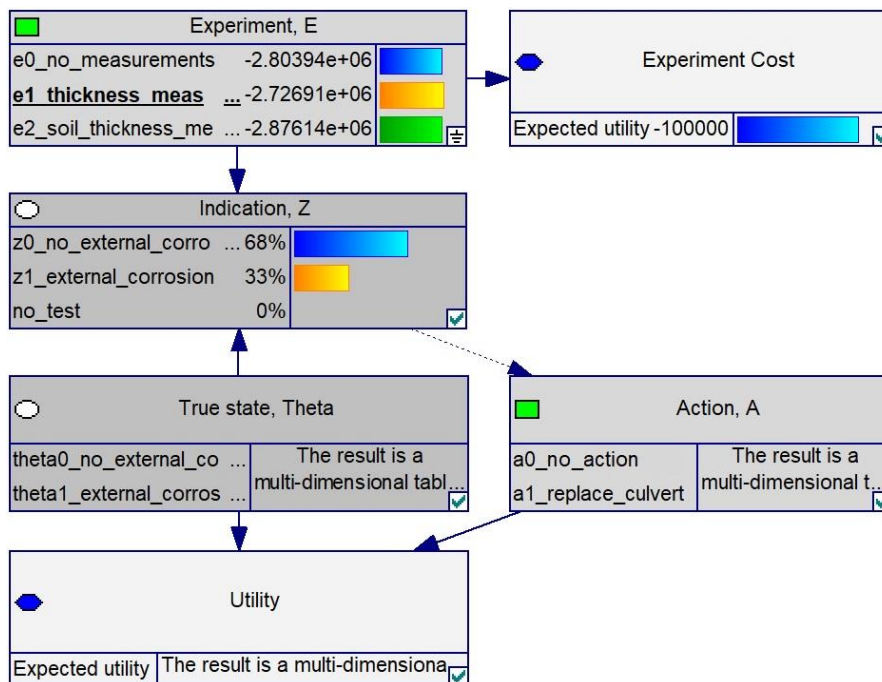 Experiment, E
e0_no_measurements -2.80394e+06
e1_thickness_meas ... -2.72691e+06
e2_soil_thickness_me ... -2.87614e+06
Experiment Cost
Expected utility -100000
Indication, Z
z0_no_external_corro ... 68%
z1_external_corrosion 33%
no_test 0%
True state, Theta
theta0_no_external_co ...
theta1_external_corros ...
The result is a
multi-dimensional tabl...
Action, A
a0_no_action
a1_replace_culvert
The result is a
multi-dimensional t...
Utility
Expected utility The result is a multi-dimensiona...